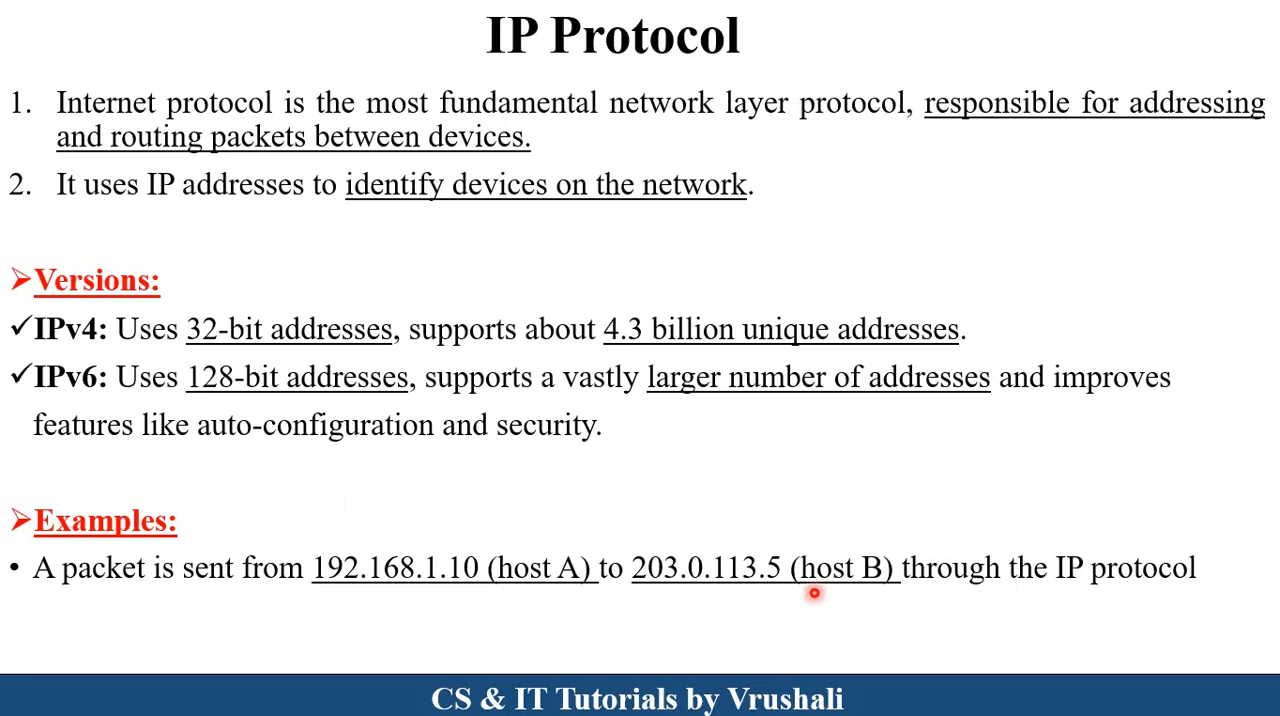 IP Protocol
1. Internet protocol is the most fundamental network layer protocol, responsible for addressing
and routing packets between devices.
2. It uses IP addresses to identify devices on the network.
➢Versions:
✓IPv4: Uses 32-bit addresses, supports about 4.3 billion unique addresses.
✓IPv6: Uses 128-bit addresses, supports a vastly larger number of addresses and improves
features like auto-configuration and security.
➢Examples:
• A packet is sent from 192.168.1.10 (host A) to 203.0.113.5 (host B) through the IP protocol
CS & IT Tutorials by Vrushali